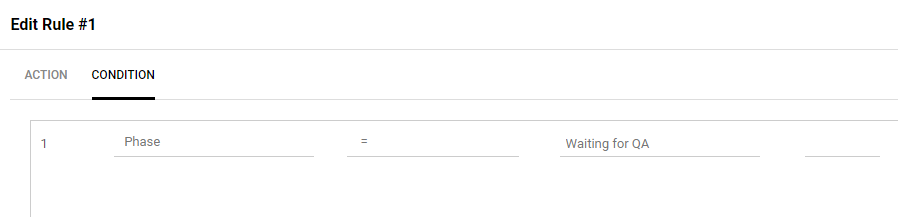 Edit Rule #1
ACTION CONDITION
1 Phase = Waiting for QA